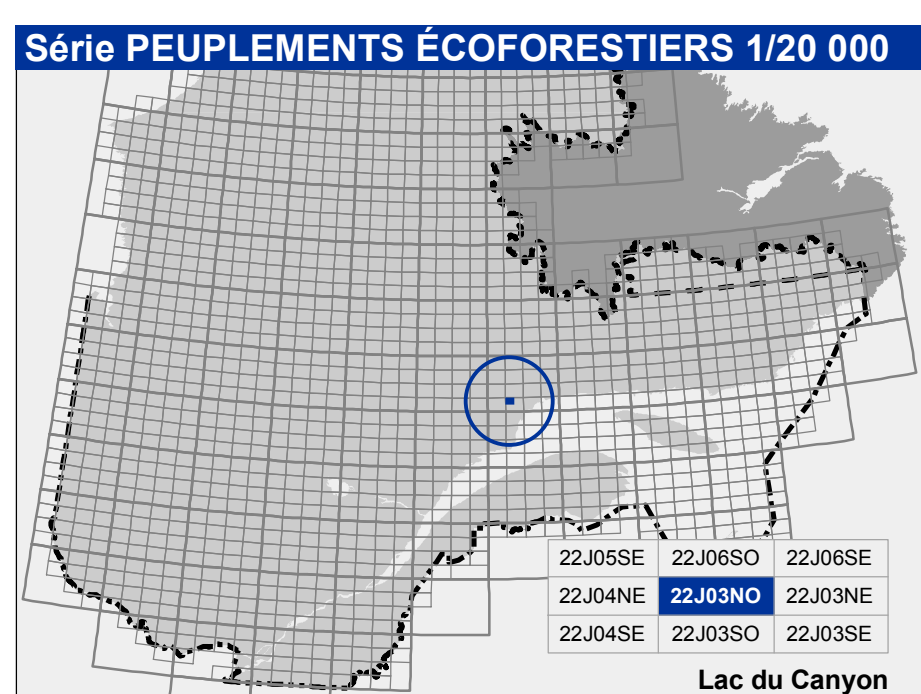 Série PEUPLEMENTS ÉCOFORESTIERS 1/20 000
22J05SE 22J06SO 22J06SE
22J04NE 22J03NO 22J03NE
22J04SE 22J03SO 22J03SE
Lac du Canyon